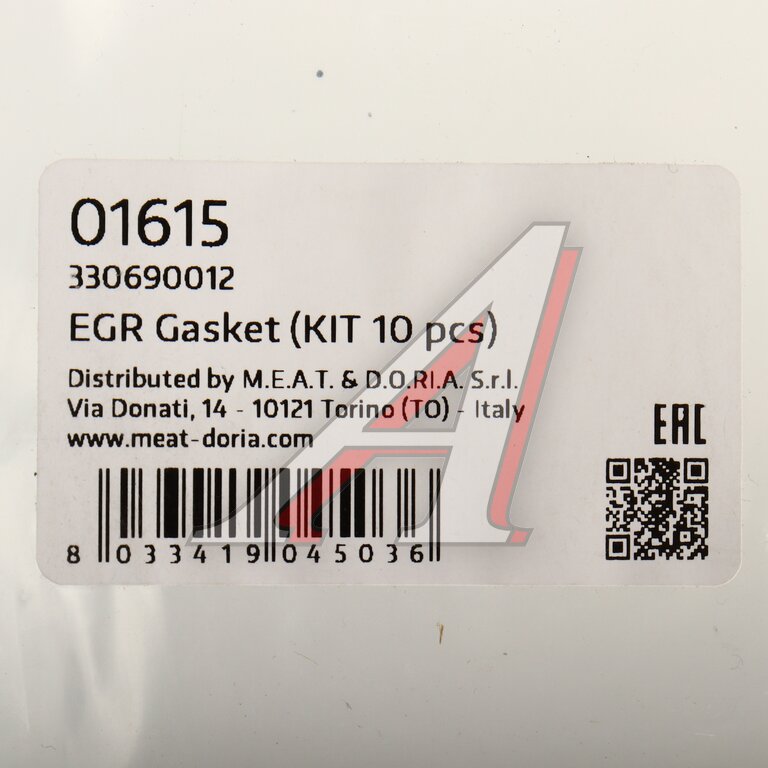 01615
330690012
EGR Gasket (KIT 10 pcs)
Distributed by M.E.A.T. & D.O.RI.A. S.r.l.
Via Donati, 14 - 10121 Torino (TO) - Italy
www.meat-doria.com
EAC
8 033419 045036